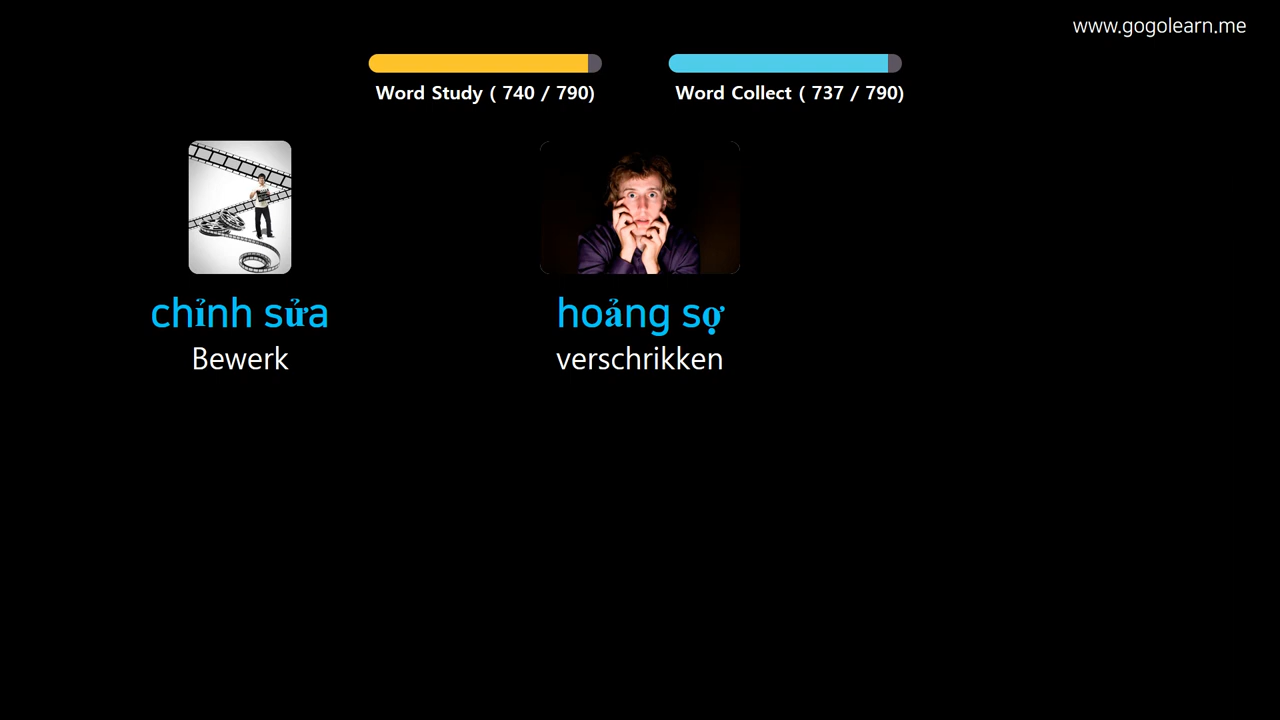 www.gogolearn.me
Word Study ( 740 / 790)
Word Collect ( 737 / 790)
chỉnh sửa
hoảng sợ
Bewerk
verschrikken